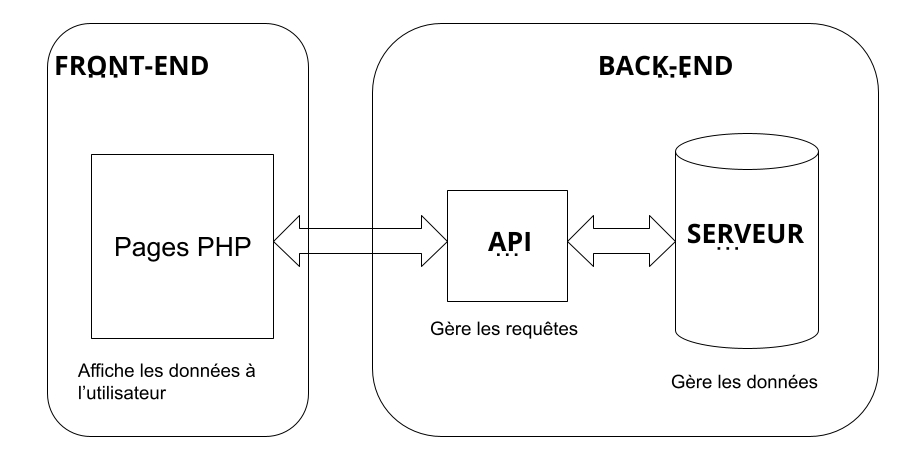 FRONT-END
BACK-END
Pages PHP
API
SERVEUR
Gère les requêtes
Affiche les données à
l'utilisateur
Gère les données